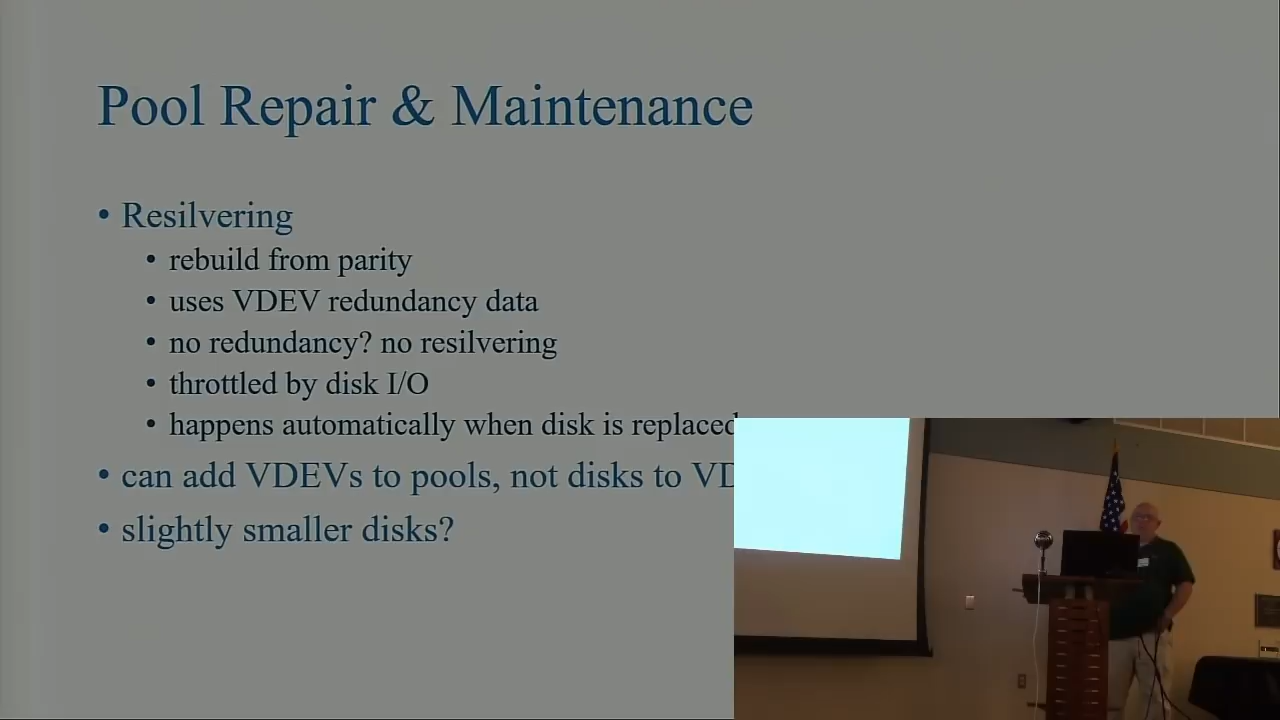 Pool Repair & Maintenance
• Resilvering
• rebuild from parity
• uses VDEV redundancy data
• no redundancy? no resilvering
• throttled by disk I/O
• happens automatically when disk is replaced
• can add VDEVs to pools, not disks to
• slightly smaller disks?